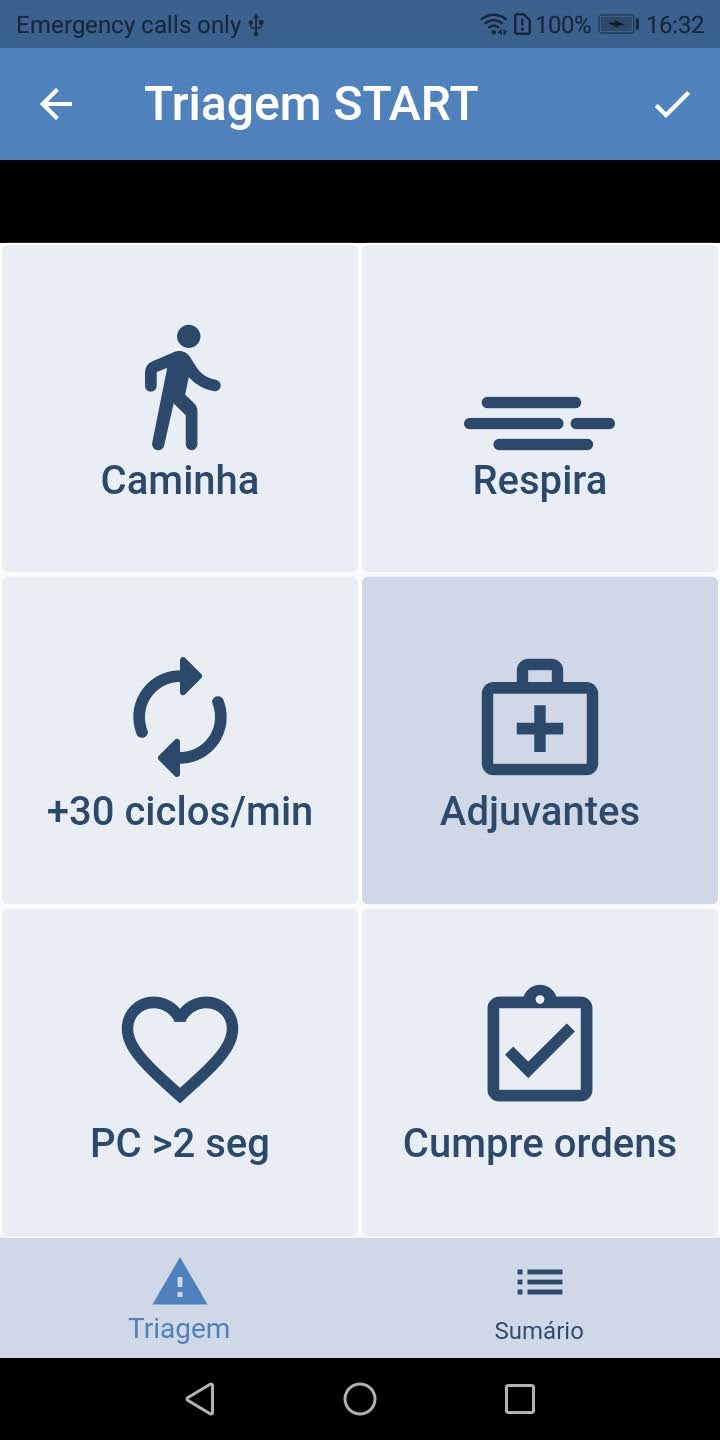 Emergency calls only 100% 16:32
Triagem START
Caminha
Respira
+30 ciclos/min
Adjuvantes
PC >2 seg
Cumpre ordens
Triagem
Sumário